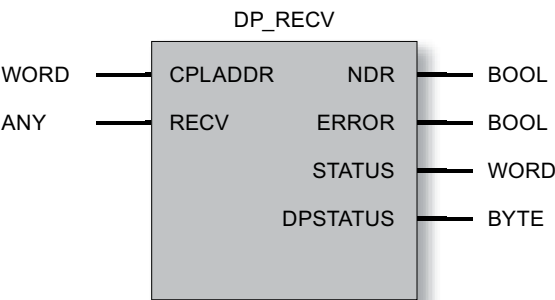 DP_RECV
WORD CPLADDR NDR BOOL
ANY RECV ERROR BOOL
STATUS WORD
DPSTATUS BYTE